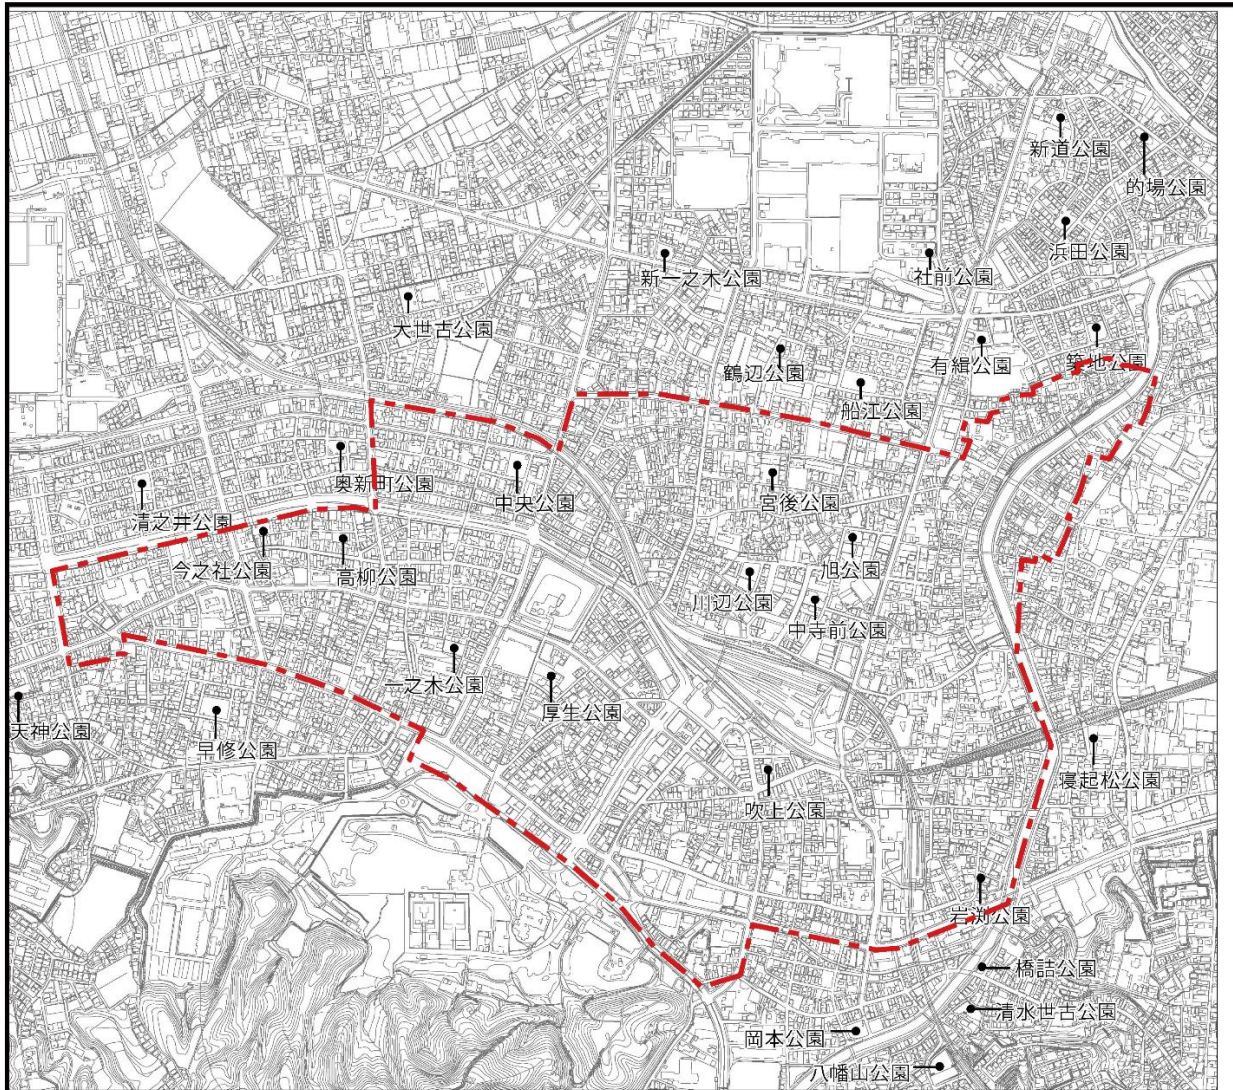 新道公園
的場公園
浜田公園
新一之木公園
社前公園
大世古公園
鶴辺公園
有緝公園
築地公園
船江公園
奥新町公園
中央公園
宮後公園
清之井公園
今之社公園
高柳公園
旭公園
川辺公園
中寺前公園
一之木公園
厚生公園
天神公園
早修公園
寝起松公園
吹上公園
岩渕公園
橋詰公園
清水世古公園
岡本公園
八幡山公園